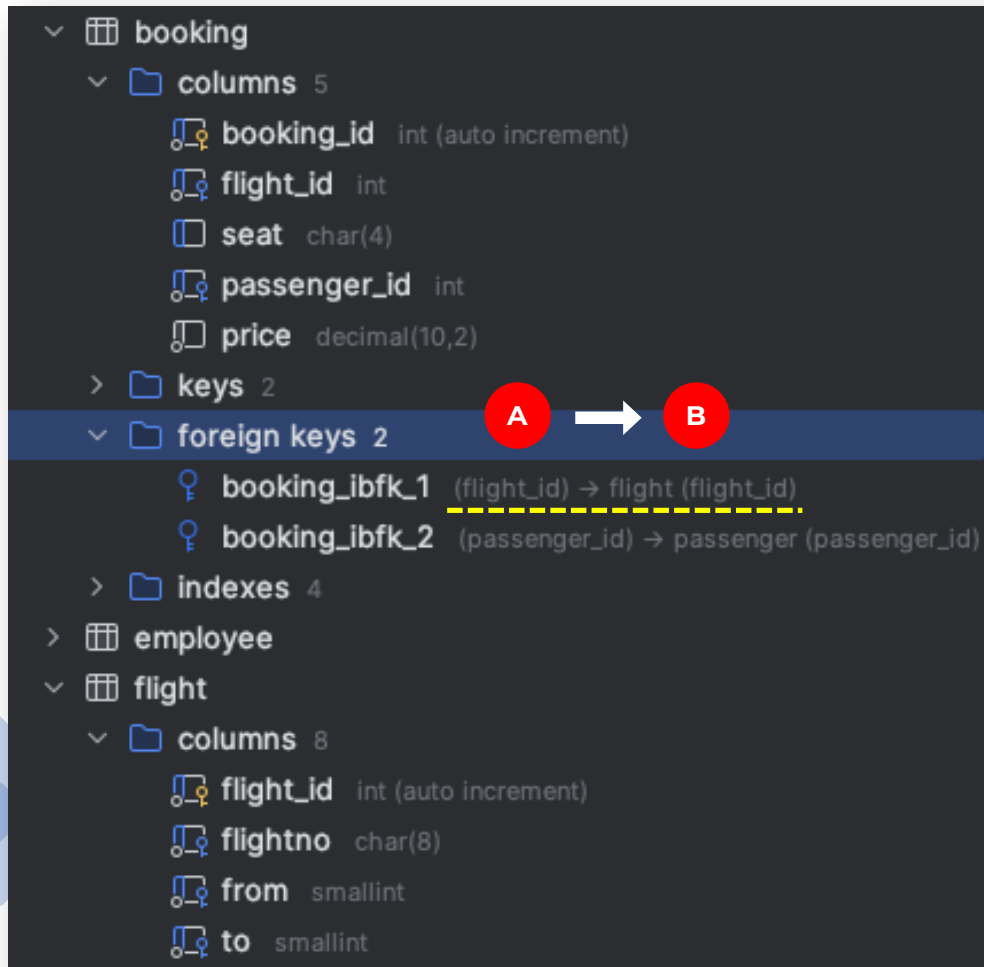 booking
columns 5
booking_id int (auto increment)
flight_id int
seat char(4)
passenger_id int
price decimal(10,2)
keys 2
A B
foreign keys 2
booking_ibfk_1 (flight_id) → flight (flight_id)
booking_ibfk_2 (passenger_id) → passenger (passenger_id)
indexes 4
employee
flight
columns 8
flight_id int (auto increment)
flightno char(8)
from smallint
to smallint